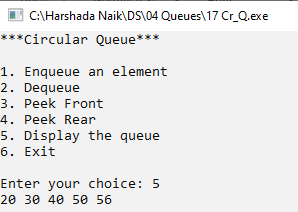 C:\Harshada Naik\DS\04 Queues\17 Cr_Q.exe
***Circular Queue***
1. Enqueue an element
2. Dequeue
3. Peek Front
4. Peek Rear
5. Display the queue
6. Exit
Enter your choice: 5
20 30 40 50 56